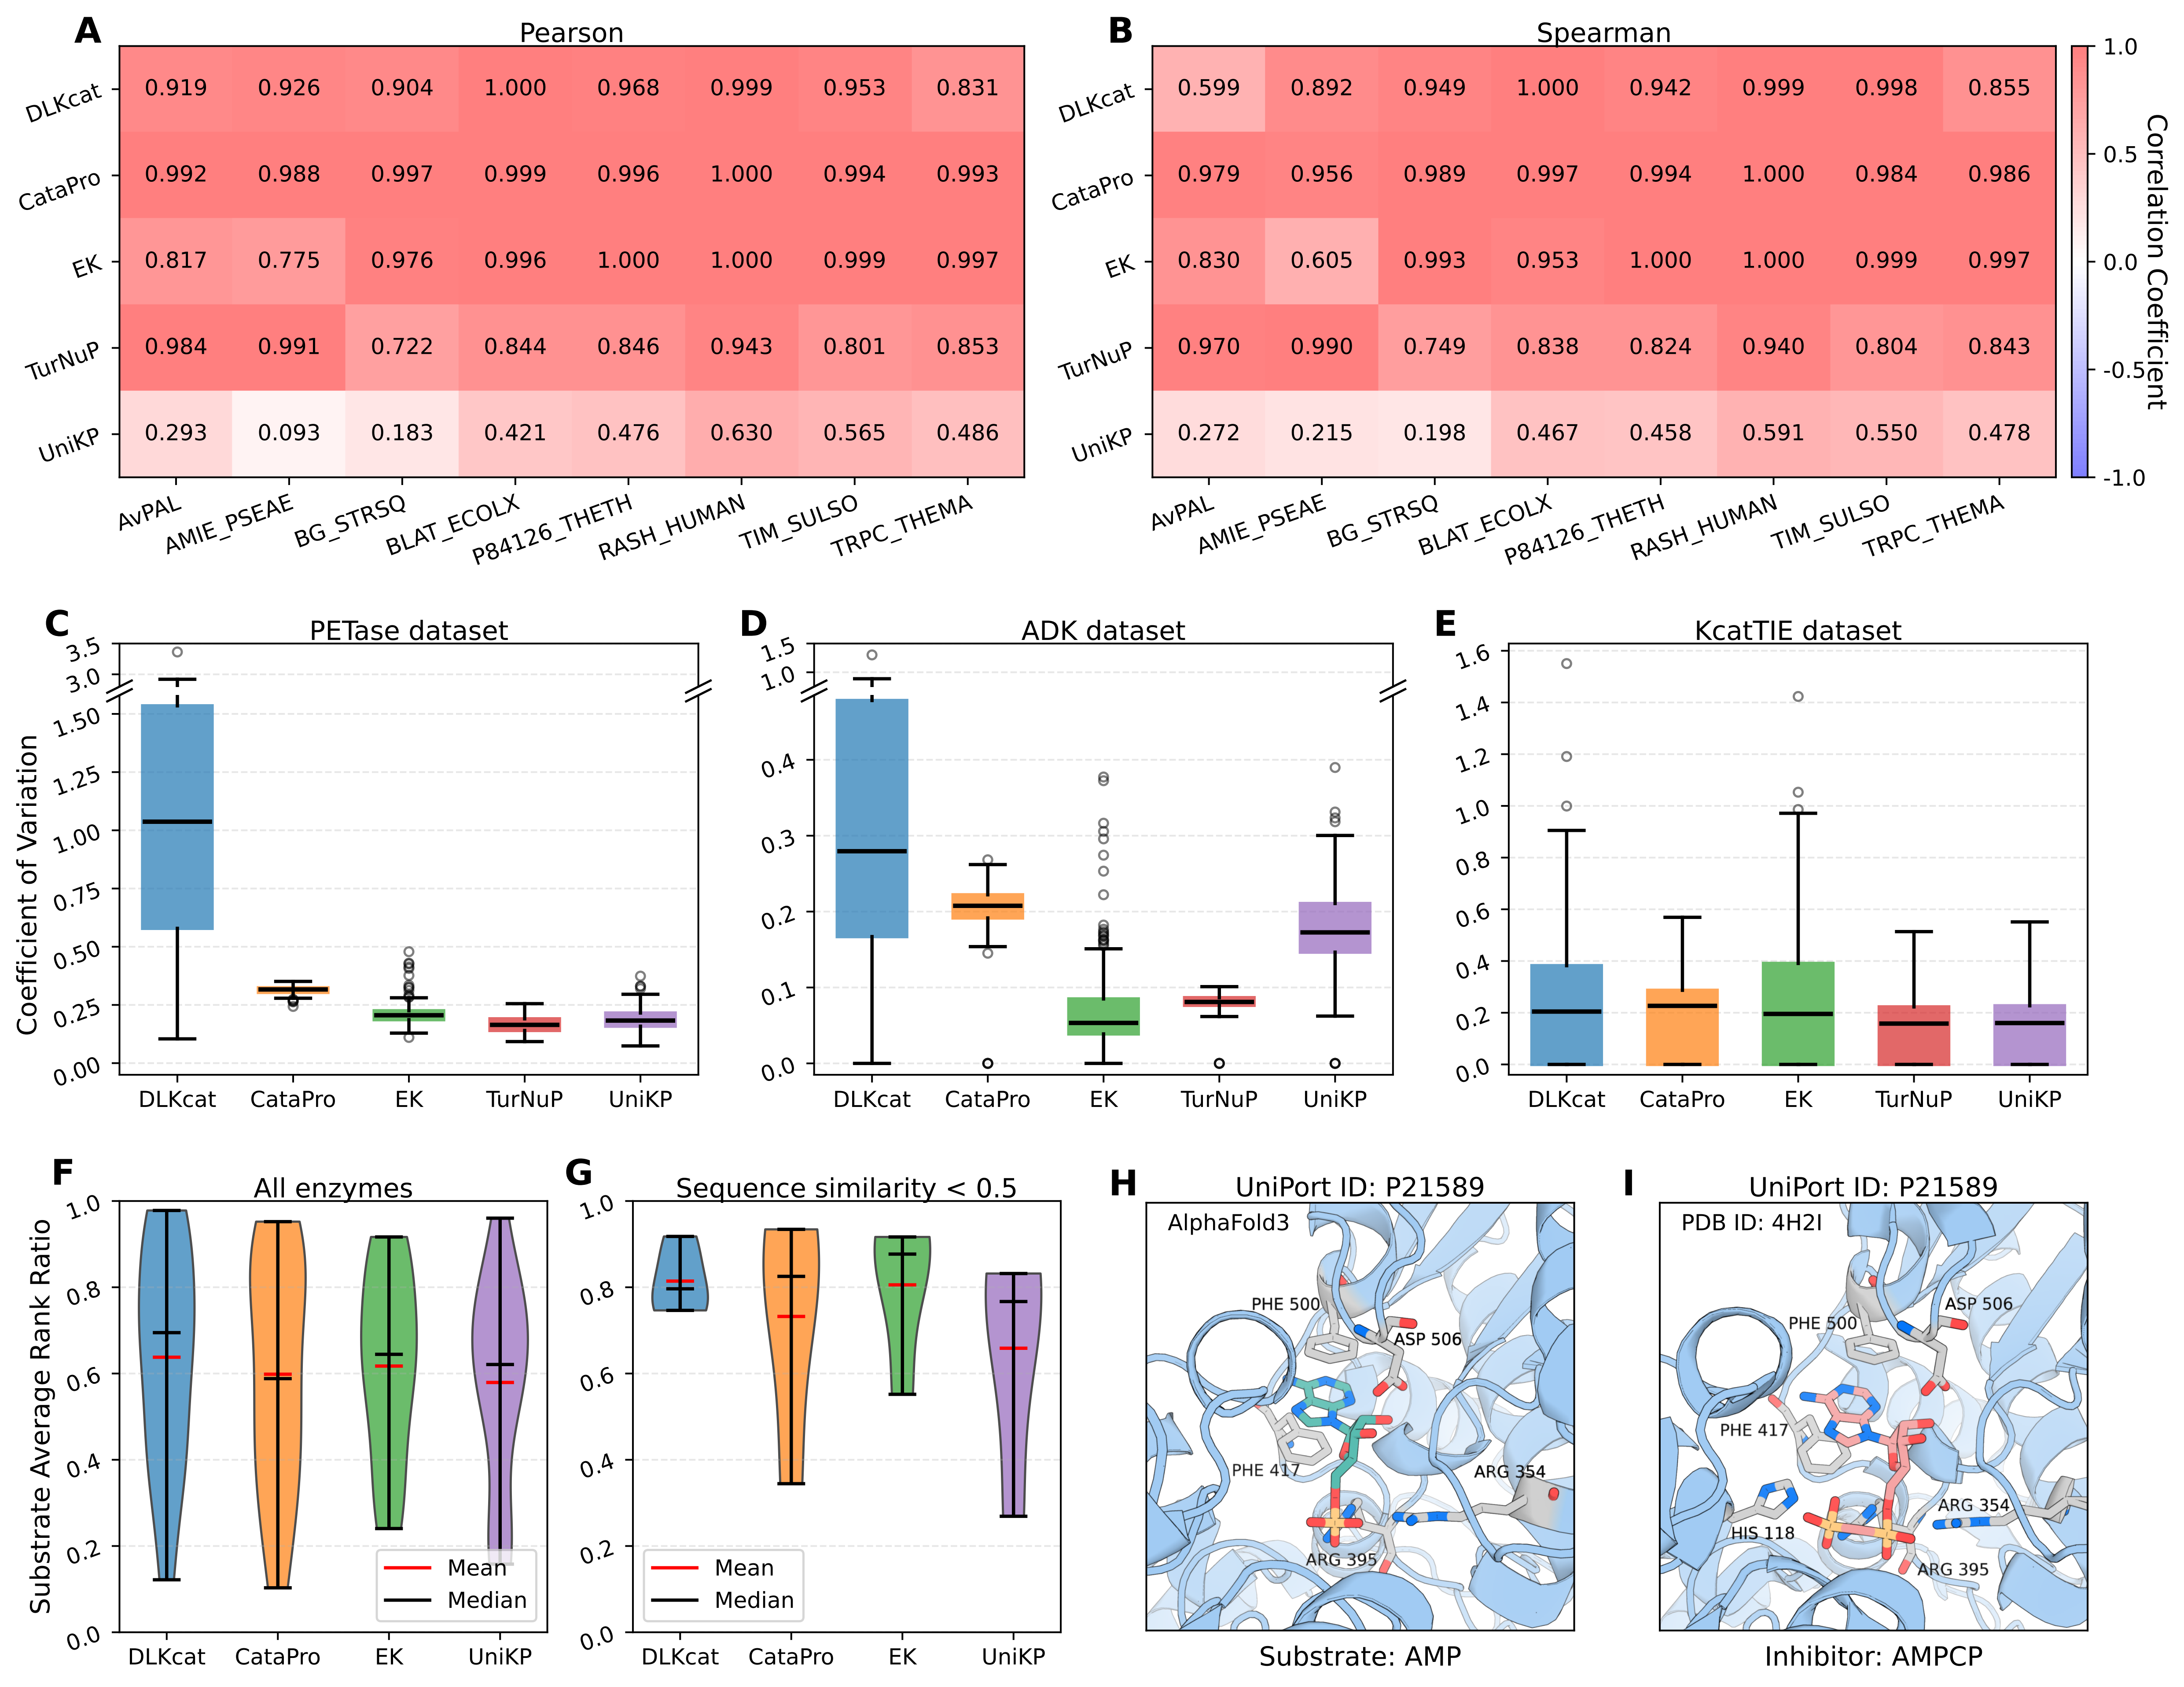 A
Pearson
DLKcat 0.919 0.926 0.904 1.000 0.968 0.999 0.953 0.831
CataPro 0.992 0.988 0.997 0.999 0.996 1.000 0.994 0.993
EK 0.817 0.775 0.976 0.996 1.000 1.000 0.999 0.997
TurNuP 0.984 0.991 0.722 0.844 0.846 0.943 0.801 0.853
UniKP 0.293 0.093 0.183 0.421 0.476 0.630 0.565 0.486
AvPAL AMIE_PSEAE BG_STRSQ BLAT_ECOLX P84126_THETH RASH_HUMAN TIM_SULSO TRPC_THEMA
B
Spearman
DLKcat 0.599 0.892 0.949 1.000 0.942 0.999 0.998 0.855
CataPro 0.979 0.956 0.989 0.997 0.994 1.000 0.984 0.986
EK 0.830 0.605 0.993 0.953 1.000 1.000 0.999 0.997
TurNuP 0.970 0.990 0.749 0.838 0.824 0.940 0.804 0.843
UniKP 0.272 0.215 0.198 0.467 0.458 0.591 0.550 0.478
AvPAL AMIE_PSEAE BG_STRSQ BLAT_ECOLX P84126_THETH RASH_HUMAN TIM_SULSO TRPC_THEMA
1.0
0.5
0.0
-0.5
-1.0
Correlation Coefficient
C
PETase dataset
Coefficient of Variation
3.5
3.0
1.50
1.25
1.00
0.75
0.50
0.25
0.00
DLKcat CataPro EK TurNuP UniKP
D
ADK dataset
1.5
1.0
0.4
0.3
0.2
0.1
0.0
DLKcat CataPro EK TurNuP UniKP
E
KcatTIE dataset
1.6
1.4
1.2
1.0
0.8
0.6
0.4
0.2
0.0
DLKcat CataPro EK TurNuP UniKP
F
All enzymes
Substrate Average Rank Ratio
1.0
0.8
0.6
0.4
0.2
0.0
Mean
Median
DLKcat CataPro EK UniKP
G
Sequence similarity < 0.5
1.0
0.8
0.6
0.4
0.2
0.0
Mean
Median
DLKcat CataPro EK UniKP
H
UniPort ID: P21589
AlphaFold3
PHE 500
ASP 506
PHE 417
ARG 354
ARG 395
Substrate: AMP
I
UniPort ID: P21589
PDB ID: 4H2I
ASP 506
PHE 500
PHE 417
ARG 354
HIS 118
ARG 395
Inhibitor: AMPCP